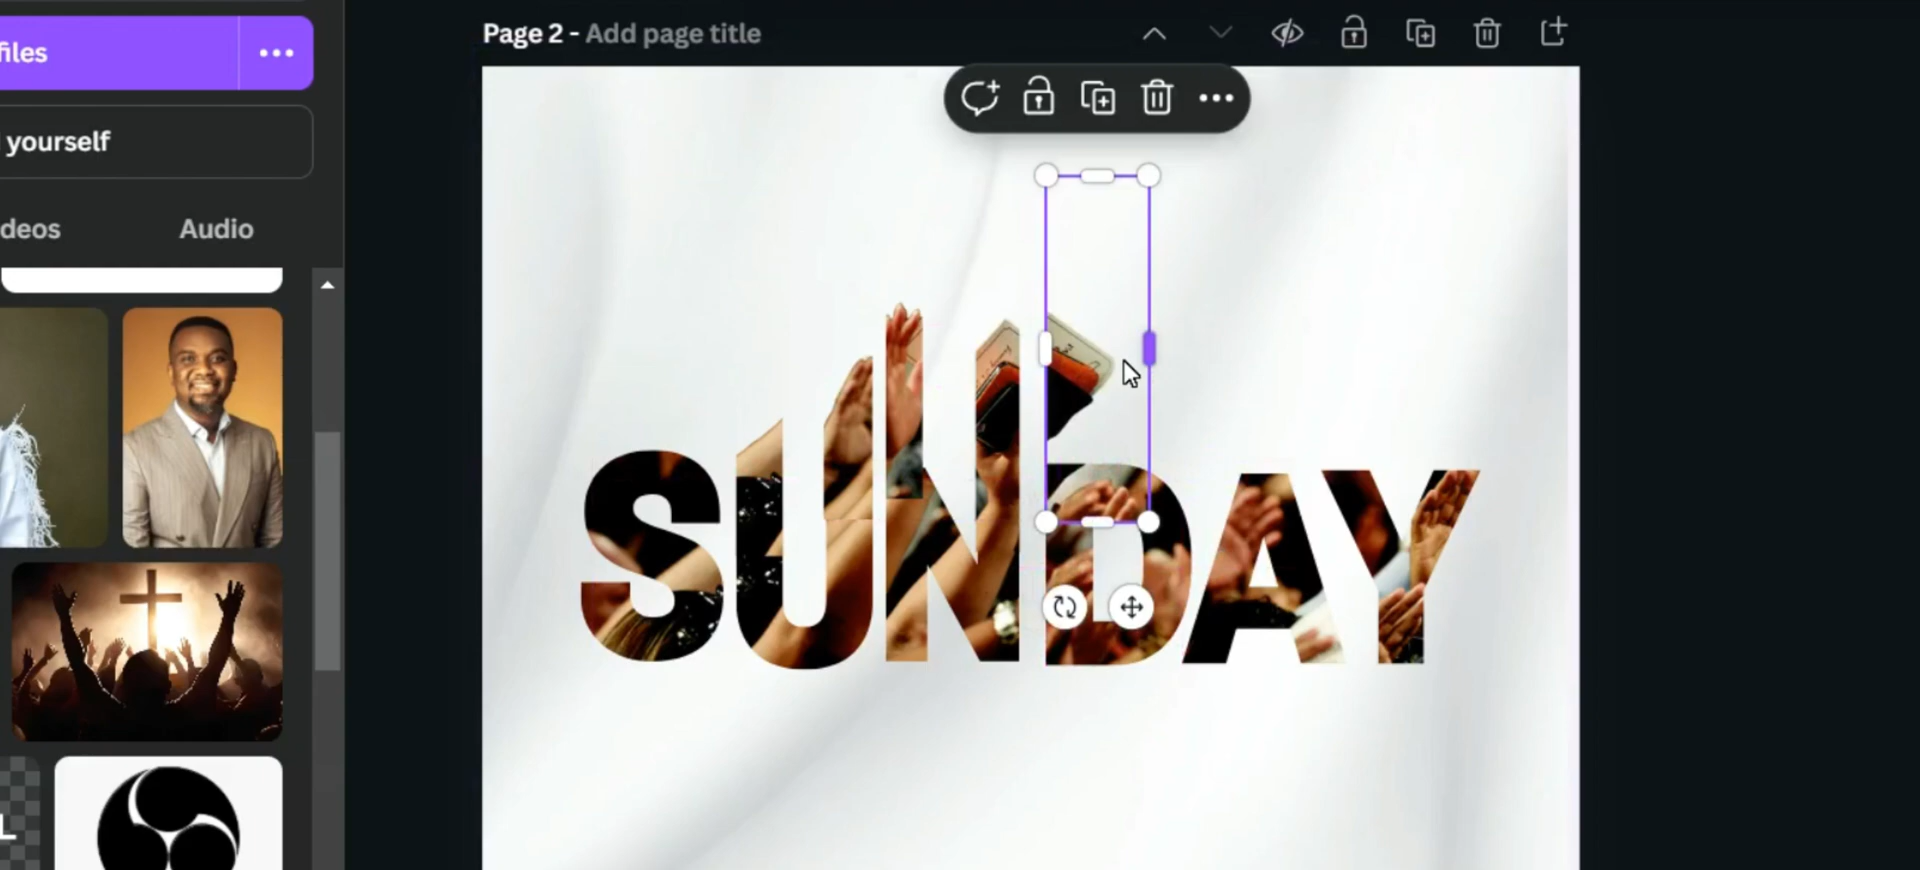 files
Page 2 - Add page title
yourself
deos
Audio
SUNDAY
L